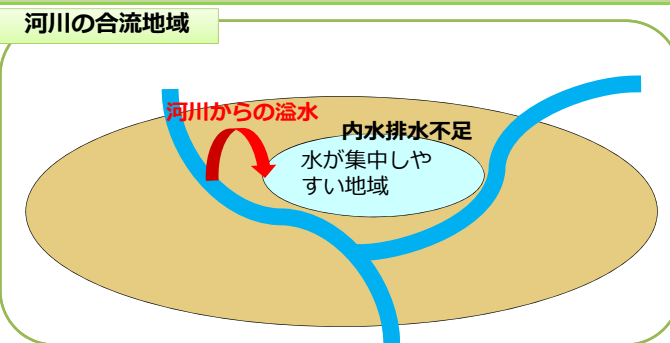 河川の合流地域
河川からの溢水
内水排水不足
水が集中しや
すい地域